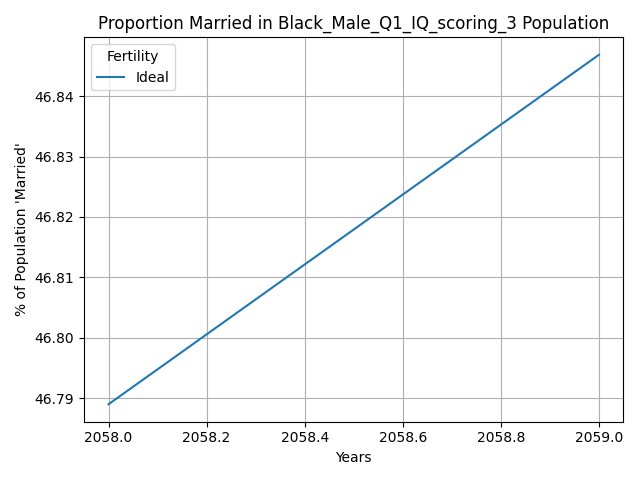 Proportion Married in Black_Male_Q1_IQ_scoring_3 Population
Fertility
Ideal
46.84
46.83
46.82
46.81
46.80
46.79
% of Population 'Married'
2058.0 2058.2 2058.4 2058.6 2058.8 2059.0
Years